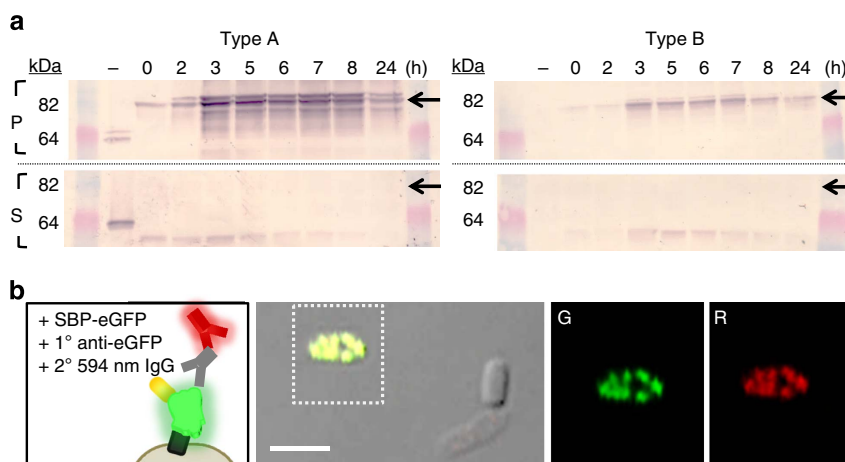 a
Type A
Type B
kDa – 0 2 3 5 6 7 8 24 (h)
kDa – 0 2 3 5 6 7 8 24 (h)
P
82
64
82
64
S
82
64
82
64
b
+ SBP-eGFP
+ 1° anti-eGFP
+ 2° 594 nm IgG
G
R